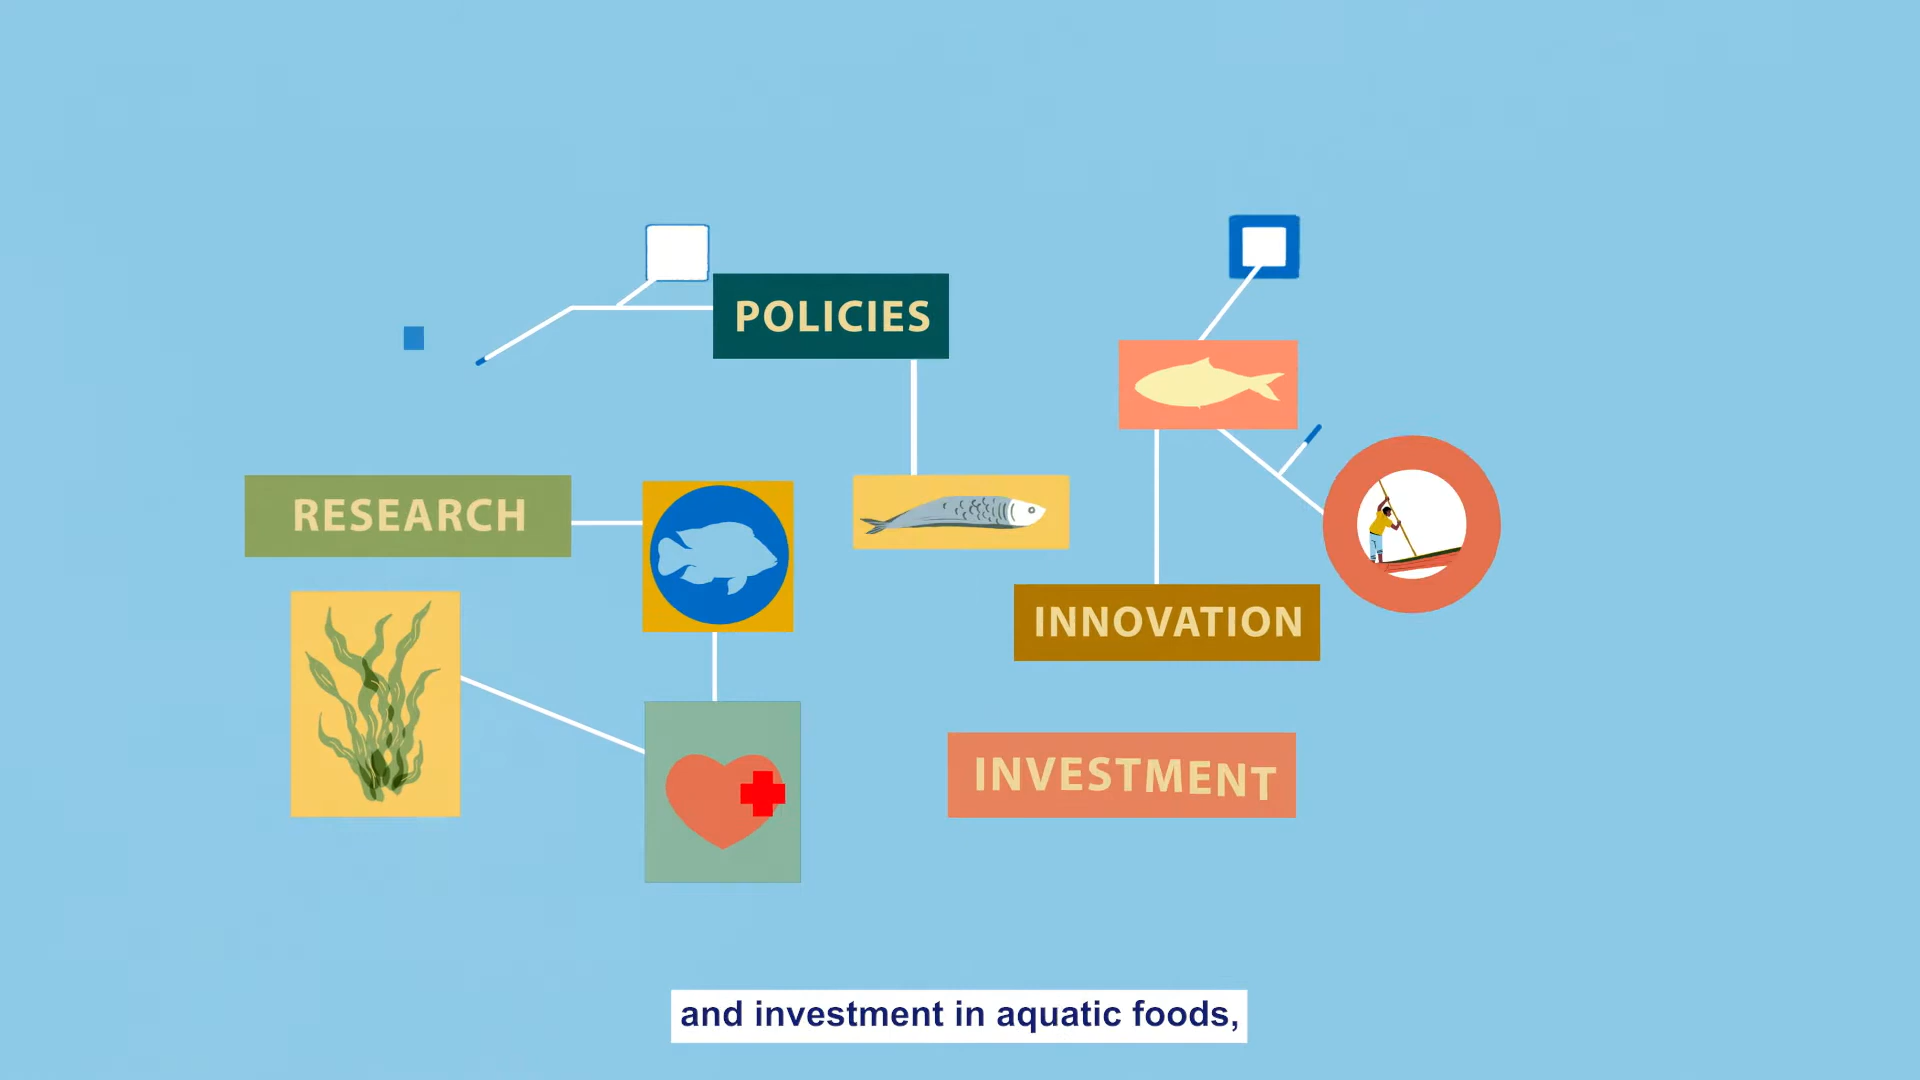 POLICIES
RESEARCH
INNOVATION
INVESTMENT
and investment in aquatic foods,